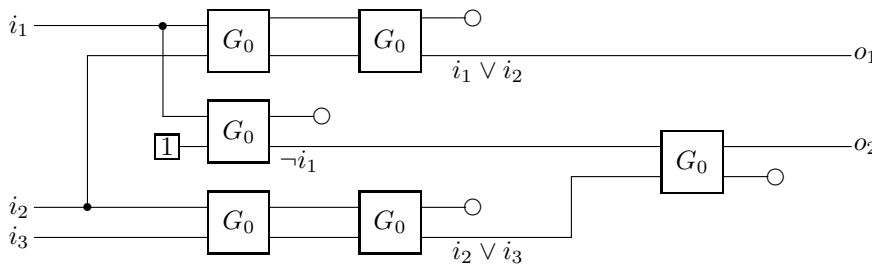 i₁ G₀ G₀ o₁
i₁ ∨ i₂
G₀
1 ¬i₁ G₀ o₂
i₂ G₀ G₀
i₃ i₂ ∨ i₃